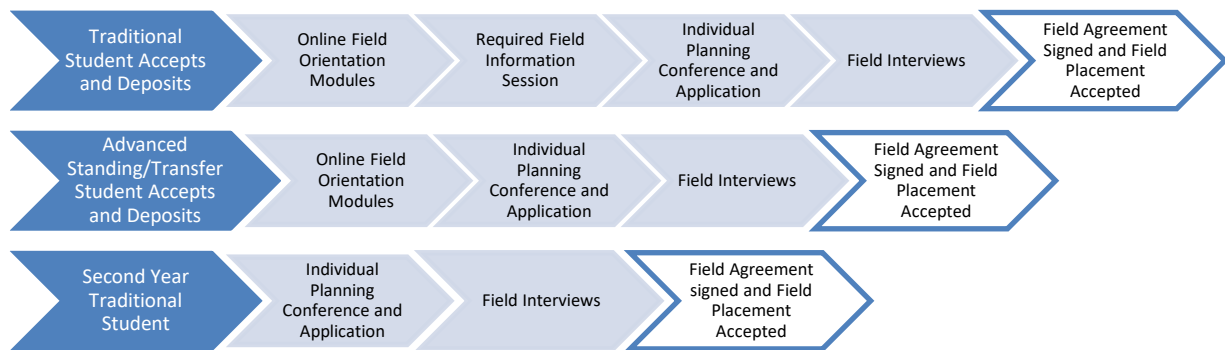 Traditional
Student Accepts
and Deposits
Online Field
Orientation
Modules
Required Field
Information
Session
Individual
Planning
Conference and
Application
Field Interviews
Field Agreement
Signed and Field
Placement
Accepted
Advanced
Standing/Transfer
Student Accepts
and Deposits
Online Field
Orientation
Modules
Individual
Planning
Conference and
Application
Field Interviews
Field Agreement
Signed and Field
Placement
Accepted
Second Year
Traditional
Student
Individual
Planning
Conference and
Application
Field Interviews
Field Agreement
signed and Field
Placement
Accepted